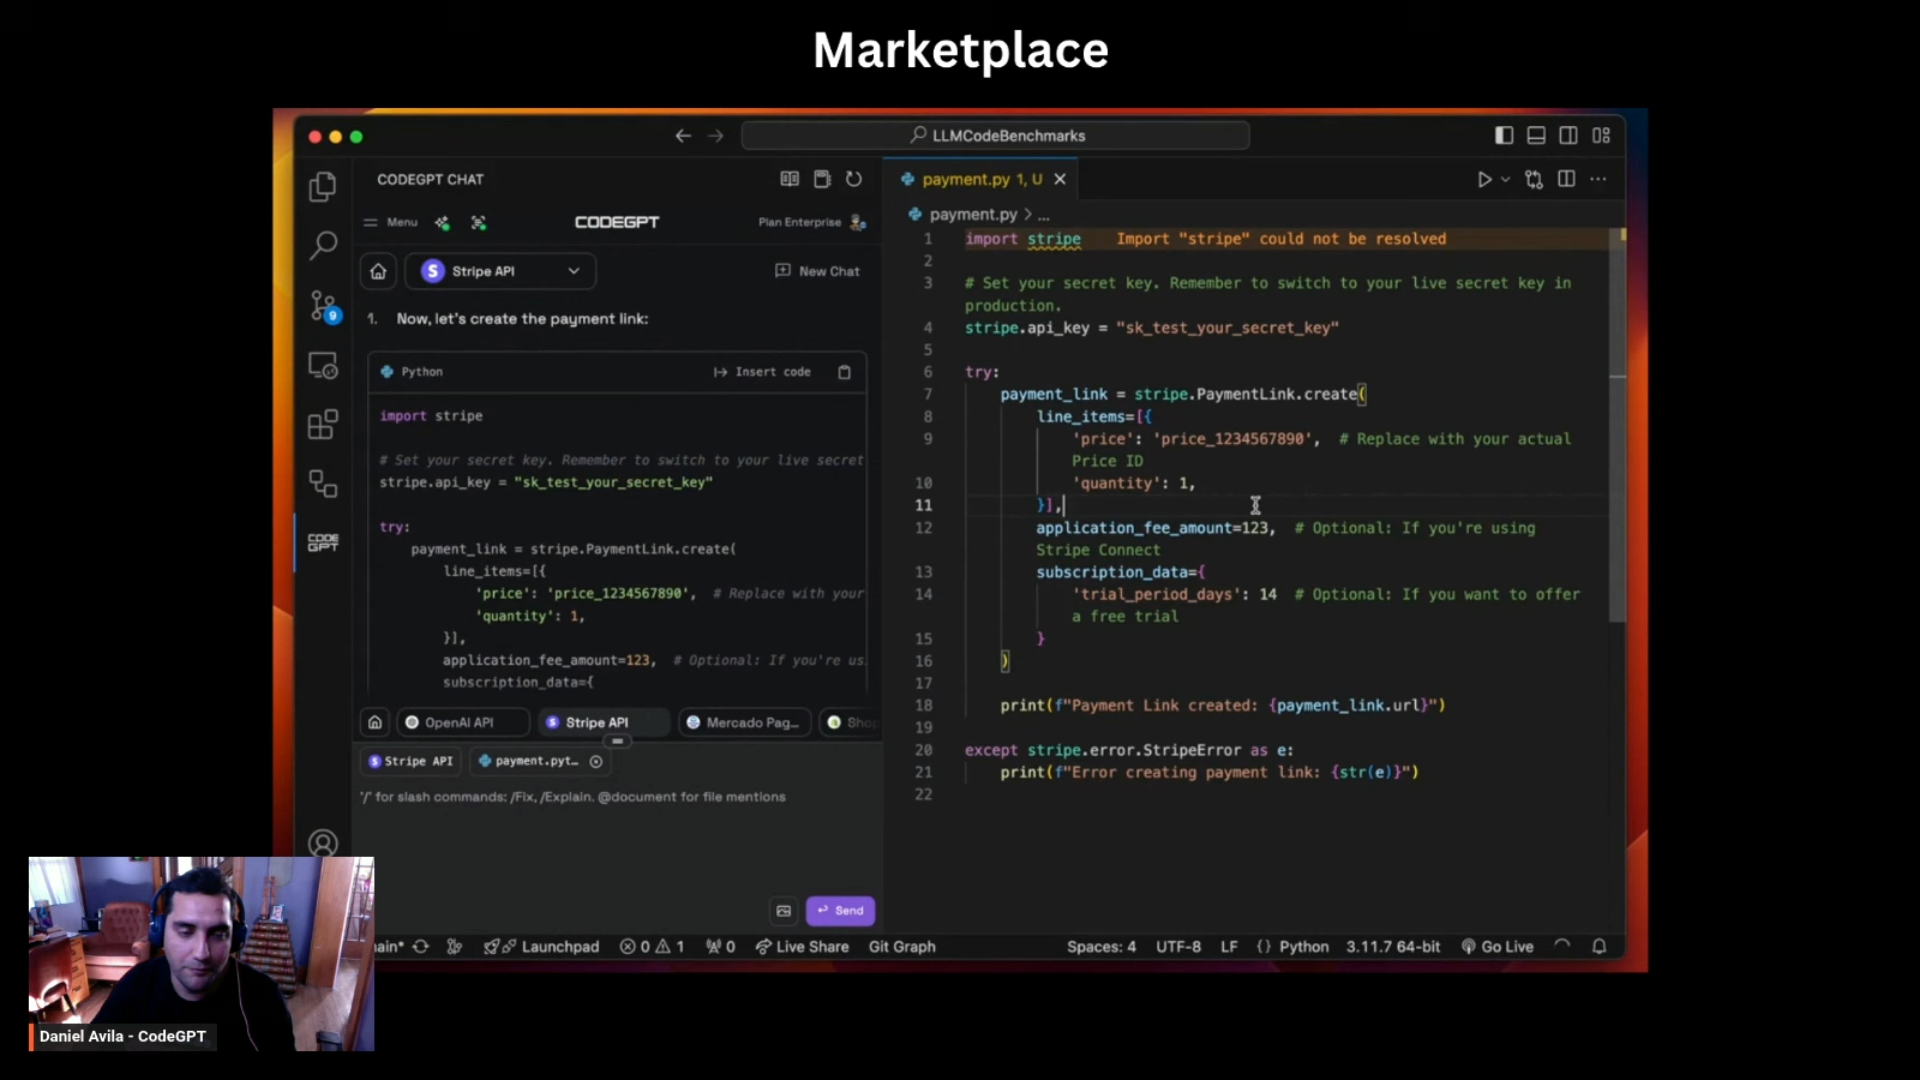 Marketplace
LLMCodeBenchmarks
CODEGPT CHAT
Menu
CODEGPT
Plan Enterprise
Stripe API
New Chat
1. Now, let's create the payment link:
Python
Insert code
import stripe
# Set your secret key. Remember to switch to your live secret
stripe.api_key = "sk_test_your_secret_key"
try:
payment_link = stripe.PaymentLink.create(
line_items=[{
'price': 'price_1234567890', # Replace with your
'quantity': 1,
}],
application_fee_amount=123, # Optional: If you're us
subscription_data={
OpenAI API
Stripe API
Mercado Pag...
Sho
Stripe API
payment.pyt...
'/' for slash commands: /Fix, /Explain. @document for file mentions
Send
9
CODE
GPT
payment.py 1, U
payment.py > ...
1 import stripe Import "stripe" could not be resolved
2
3 # Set your secret key. Remember to switch to your live secret key in
production.
4 stripe.api_key = "sk_test_your_secret_key"
5
6 try:
7 payment_link = stripe.PaymentLink.create(
8 line_items=[{
9 'price': 'price_1234567890', # Replace with your actual
Price ID
10 'quantity': 1,
11 }],
12 application_fee_amount=123, # Optional: If you're using
Stripe Connect
13 subscription_data={
14 'trial_period_days': 14 # Optional: If you want to offer
a free trial
15 }
16 )
17
18 print(f"Payment Link created: {payment_link.url}")
19
20 except stripe.error.StripeError as e:
21 print(f"Error creating payment link: {str(e)}")
22
ain* Launchpad 0 1 0 Live Share Git Graph Spaces: 4 UTF-8 LF {} Python 3.11.7 64-bit Go Live
Daniel Avila - CodeGPT